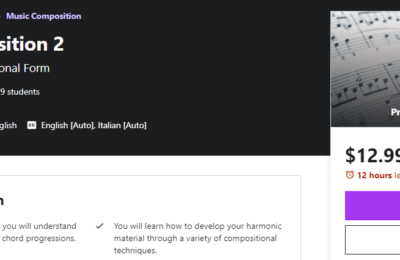 Music Composition
sition 2
onal Form
9 students
glish
English [Auto], Italian [Auto]
Pr
$12.99
12 hours le
n
you will understand
chord progressions.
You will learn how to develop your harmonic
material through a variety of compositional
techniques.